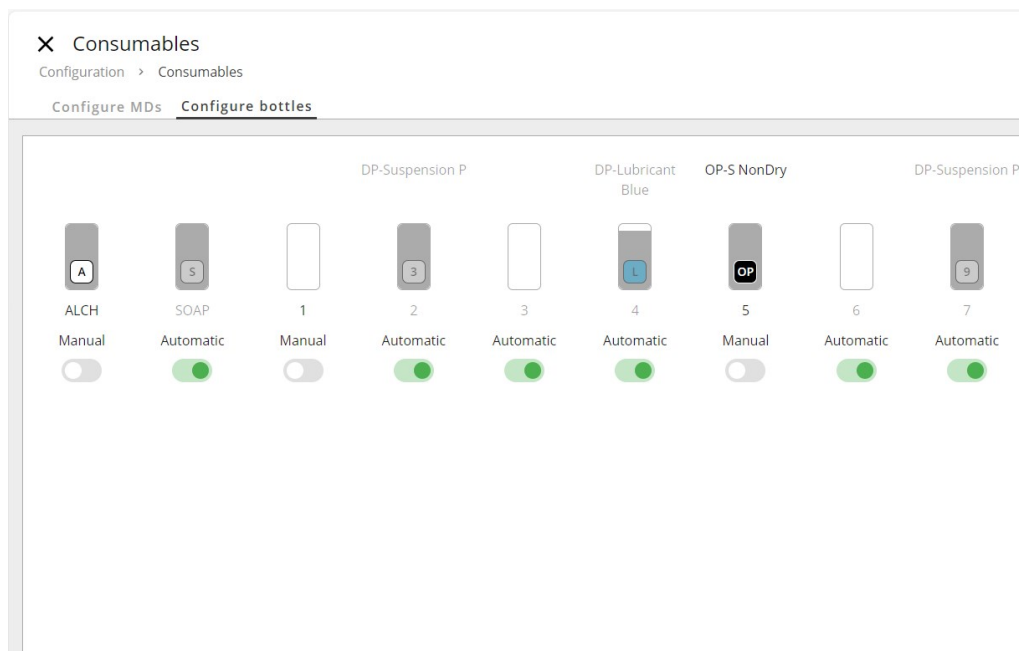 Consumables
Configuration > Consumables
Configure MDs Configure bottles
DP-Suspension P DP-Lubricant Blue OP-S NonDry DP-Suspension P
A S 3 L OP 9
ALCH SOAP 1 2 3 4 5 6 7
Manual Automatic Manual Automatic Automatic Automatic Manual Automatic Automatic